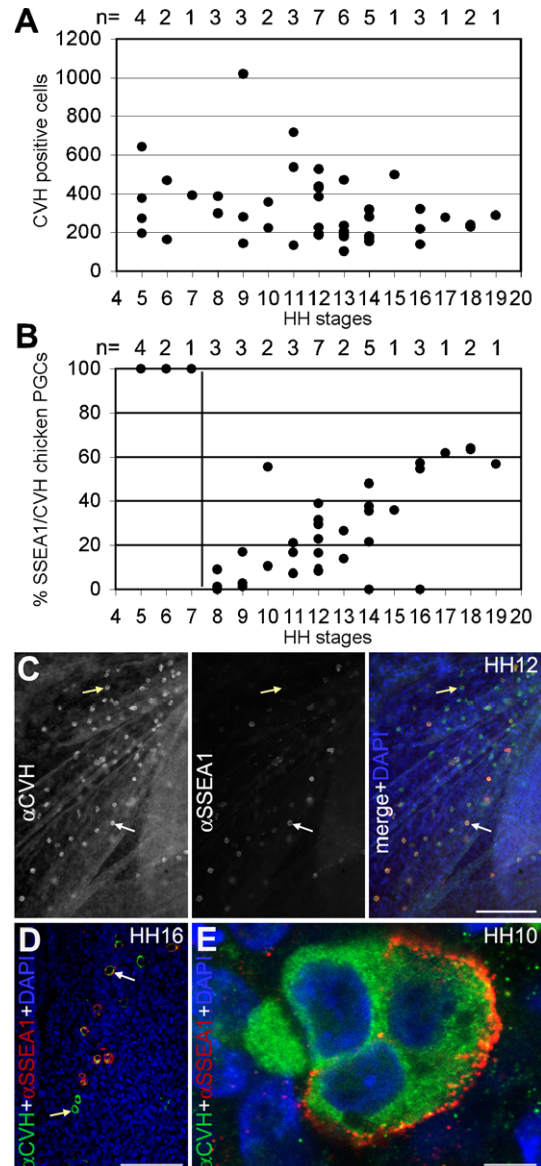 A
n= 4 2 1 3 3 2 3 7 6 5 1 3 1 2 1
1200
1000
800
600
400
200
0
CVH positive cells
4 5 6 7 8 9 10 11 12 13 14 15 16 17 18 19 20
HH stages
B
n= 4 2 1 3 3 2 3 7 2 5 1 3 1 2 1
100
80
60
40
20
0
% SSEA1/CVH chicken PGCs
4 5 6 7 8 9 10 11 12 13 14 15 16 17 18 19 20
HH stages
C
αCVH
αSSEA1
HH12
merge+DAPI
D
HH16
αCVH+αSSEA1+DAPI
E
HH10
αCVH+αSSEA1+DAPI